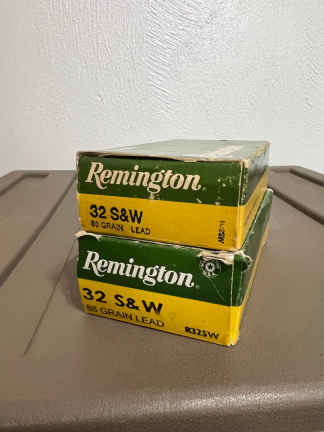 Remington
32 S&W
88 GRAIN LEAD
Remington
32 S&W
88 GRAIN LEAD
R32SW